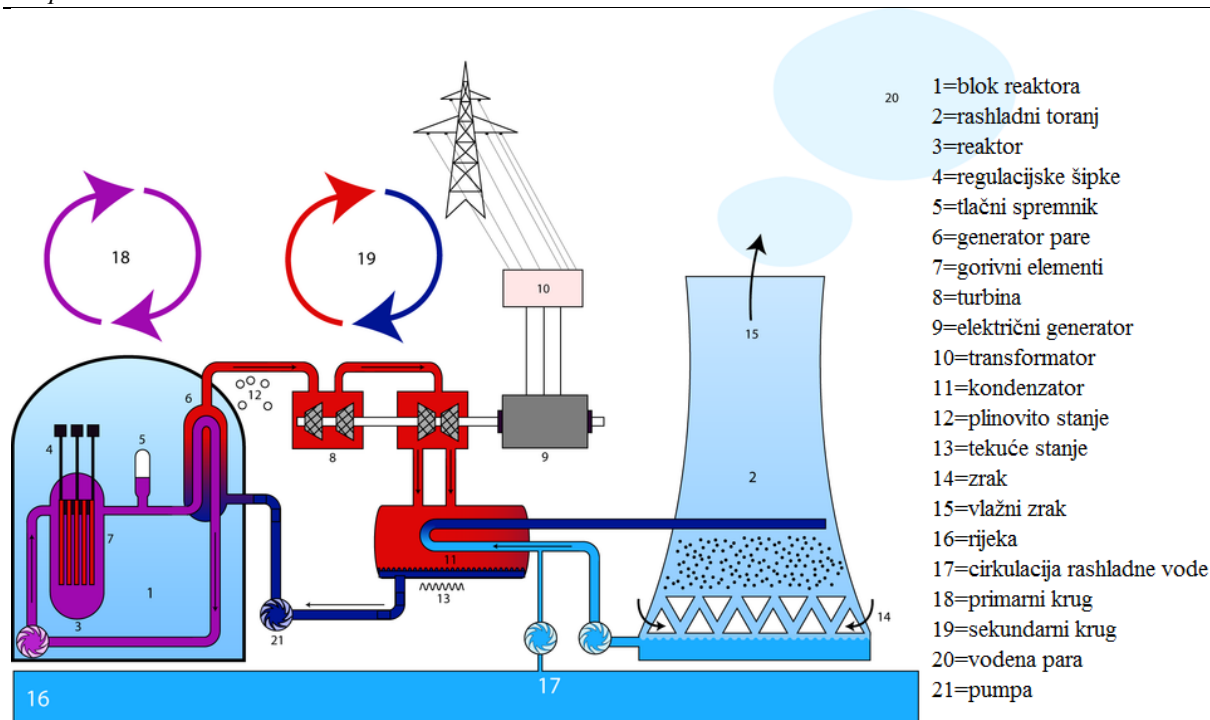 20
1=blok reaktora
2=rashladni toranj
3=reaktor
4=regulacijske šipke
5=tlačni spremnik
6=generator pare
7=gorivni elementi
8=turbina
9=električni generator
10=transformator
11=kondenzator
12=plinovito stanje
13=tekuće stanje
14=zrak
15=vlažni zrak
16=rijeka
17=cirkulacija rashladne vode
18=primarni krug
19=sekundarni krug
20=vodena para
21=pumpa
18
19
10
15
6
12
5
4
8
9
2
7
11
1
13
3
21
14
16
17